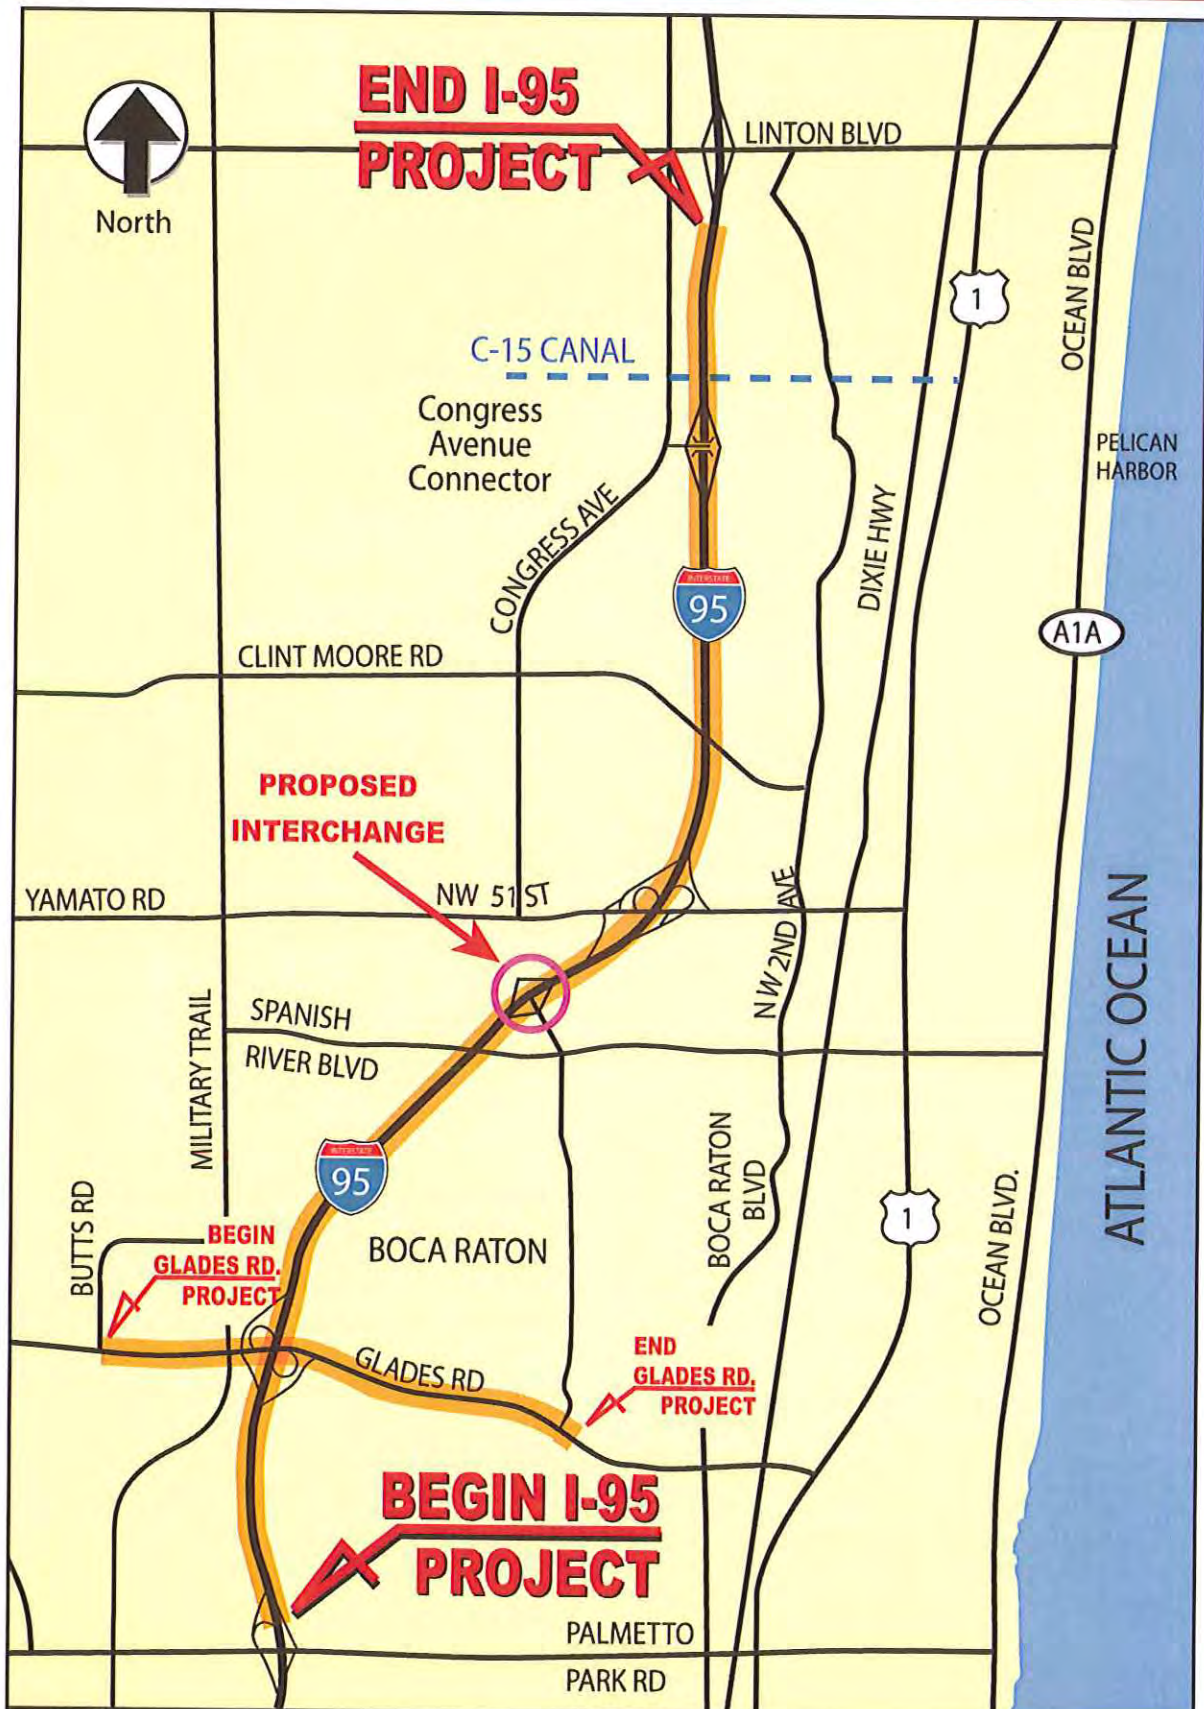 END I-95
PROJECT
LINTON BLVD
North
OCEAN BLVD
1
C-15 CANAL
Congress
Avenue
Connector
PELICAN
HARBOR
CONGRESS AVE
DIXIE HWY
INTERSTATE
95
A1A
CLINT MOORE RD
PROPOSED
INTERCHANGE
YAMATO RD
NW 51 ST
N W 2ND AVE
ATLANTIC OCEAN
MILITARY TRAIL
SPANISH
RIVER BLVD
INTERSTATE
95
BOCA RATON
BLVD
BUTTS RD
BEGIN
GLADES RD.
PROJECT
BOCA RATON
1
OCEAN BLVD.
GLADES RD
END
GLADES RD.
PROJECT
BEGIN I-95
PROJECT
PALMETTO
PARK RD